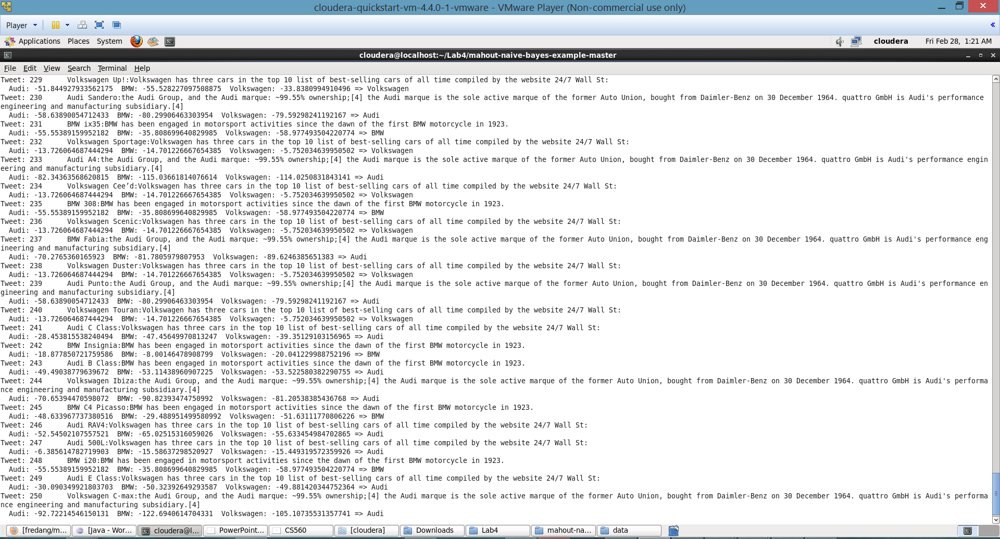 cloudera-quickstart-vm-4.4.0-1-vmware - VMware Player (Non-commercial use only)
Player
Applications Places System cloudera Fri Feb 28, 1:21 AM
cloudera@localhost:~/Lab4/mahout-naive-bayes-example-master
File Edit View Search Terminal Help
Tweet: 229 Volkswagen Up!:Volkswagen has three cars in the top 10 list of best-selling cars of all time compiled by the website 24/7 Wall St:
Audi: -51.844927933562175 BMW: -55.528227097508875 Volkswagen: -33.8380994910496 => Volkswagen
Tweet: 230 Audi Sandero:the Audi Group, and the Audi marque: ~99.55% ownership;[4] the Audi marque is the sole active marque of the former Auto Union, bought from Daimler-Benz on 30 December 1964. quattro GmbH is Audi's performance
engineering and manufacturing subsidiary.[4]
Audi: -58.63890054712433 BMW: -80.29906463303954 Volkswagen: -79.59298241192167 => Audi
Tweet: 231 BMW ix35:BMW has been engaged in motorsport activities since the dawn of the first BMW motorcycle in 1923.
Audi: -55.55389159952182 BMW: -35.808699640829985 Volkswagen: -58.977493504220774 => BMW
Tweet: 232 Volkswagen Sportage:Volkswagen has three cars in the top 10 list of best-selling cars of all time compiled by the website 24/7 Wall St:
Audi: -13.726064687444294 BMW: -14.701226667654385 Volkswagen: -5.752034639950502 => Volkswagen
Tweet: 233 Audi A4:the Audi Group, and the Audi marque: ~99.55% ownership;[4] the Audi marque is the sole active marque of the former Auto Union, bought from Daimler-Benz on 30 December 1964. quattro GmbH is Audi's performance engin
eering and manufacturing subsidiary.[4]
Audi: -82.34363568620815 BMW: -115.03661814076614 Volkswagen: -114.0250831843141 => Audi
Tweet: 234 Volkswagen Cee’d:Volkswagen has three cars in the top 10 list of best-selling cars of all time compiled by the website 24/7 Wall St:
Audi: -13.726064687444294 BMW: -14.701226667654385 Volkswagen: -5.752034639950502 => Volkswagen
Tweet: 235 BMW 308:BMW has been engaged in motorsport activities since the dawn of the first BMW motorcycle in 1923.
Audi: -55.55389159952182 BMW: -35.808699640829985 Volkswagen: -58.977493504220774 => BMW
Tweet: 236 Volkswagen Scenic:Volkswagen has three cars in the top 10 list of best-selling cars of all time compiled by the website 24/7 Wall St:
Audi: -13.726064687444294 BMW: -14.701226667654385 Volkswagen: -5.752034639950502 => Volkswagen
Tweet: 237 BMW Fabia:the Audi Group, and the Audi marque: ~99.55% ownership;[4] the Audi marque is the sole active marque of the former Auto Union, bought from Daimler-Benz on 30 December 1964. quattro GmbH is Audi's performance eng
ineering and manufacturing subsidiary.[4]
Audi: -70.2765360165923 BMW: -81.7805979807953 Volkswagen: -89.6246385651383 => Audi
Tweet: 238 Volkswagen Duster:Volkswagen has three cars in the top 10 list of best-selling cars of all time compiled by the website 24/7 Wall St:
Audi: -13.726064687444294 BMW: -14.701226667654385 Volkswagen: -5.752034639950502 => Volkswagen
Tweet: 239 Audi Punto:the Audi Group, and the Audi marque: ~99.55% ownership;[4] the Audi marque is the sole active marque of the former Auto Union, bought from Daimler-Benz on 30 December 1964. quattro GmbH is Audi's performance en
gineering and manufacturing subsidiary.[4]
Audi: -58.63890054712433 BMW: -80.29906463303954 Volkswagen: -79.59298241192167 => Audi
Tweet: 240 Volkswagen Touran:Volkswagen has three cars in the top 10 list of best-selling cars of all time compiled by the website 24/7 Wall St:
Audi: -13.726064687444294 BMW: -14.701226667654385 Volkswagen: -5.752034639950502 => Volkswagen
Tweet: 241 Audi C Class:Volkswagen has three cars in the top 10 list of best-selling cars of all time compiled by the website 24/7 Wall St:
Audi: -28.453815538240494 BMW: -47.45649970813247 Volkswagen: -39.35129103156965 => Audi
Tweet: 242 BMW Insignia:BMW has been engaged in motorsport activities since the dawn of the first BMW motorcycle in 1923.
Audi: -18.877850721759586 BMW: -8.00146478908799 Volkswagen: -20.041229988752196 => BMW
Tweet: 243 Audi B Class:BMW has been engaged in motorsport activities since the dawn of the first BMW motorcycle in 1923.
Audi: -49.49038779639672 BMW: -53.11438960907225 Volkswagen: -53.522580382290755 => Audi
Tweet: 244 Volkswagen Ibiza:the Audi Group, and the Audi marque: ~99.55% ownership;[4] the Audi marque is the sole active marque of the former Auto Union, bought from Daimler-Benz on 30 December 1964. quattro GmbH is Audi's performa
nce engineering and manufacturing subsidiary.[4]
Audi: -70.65394470598072 BMW: -90.82393474750992 Volkswagen: -81.20538385436768 => Audi
Tweet: 245 BMW C4 Picasso:BMW has been engaged in motorsport activities since the dawn of the first BMW motorcycle in 1923.
Audi: -48.633967737380516 BMW: -29.488951499580992 Volkswagen: -51.63111770806226 => BMW
Tweet: 246 Audi RAV4:Volkswagen has three cars in the top 10 list of best-selling cars of all time compiled by the website 24/7 Wall St:
Audi: -52.54502107557521 BMW: -65.02515316059026 Volkswagen: -55.633454984702865 => Audi
Tweet: 247 Audi 500L:Volkswagen has three cars in the top 10 list of best-selling cars of all time compiled by the website 24/7 Wall St:
Audi: -6.385614782719903 BMW: -15.58637298520927 Volkswagen: -15.449319572359926 => Audi
Tweet: 248 BMW i20:BMW has been engaged in motorsport activities since the dawn of the first BMW motorcycle in 1923.
Audi: -55.55389159952182 BMW: -35.808699640829985 Volkswagen: -58.977493504220774 => BMW
Tweet: 249 Audi E Class:Volkswagen has three cars in the top 10 list of best-selling cars of all time compiled by the website 24/7 Wall St:
Audi: -30.090349921803703 BMW: -50.32392649293587 Volkswagen: -49.881420344752364 => Audi
Tweet: 250 Volkswagen C-max:the Audi Group, and the Audi marque: ~99.55% ownership;[4] the Audi marque is the sole active marque of the former Auto Union, bought from Daimler-Benz on 30 December 1964. quattro GmbH is Audi's performa
nce engineering and manufacturing subsidiary.[4]
Audi: -92.72214546150131 BMW: -122.6940614704331 Volkswagen: -105.10735531357741 => Audi
[fredang/m... [Java - Wor... cloudera@l... PowerPoint... CS560 [cloudera] Downloads Lab4 mahout-na... data